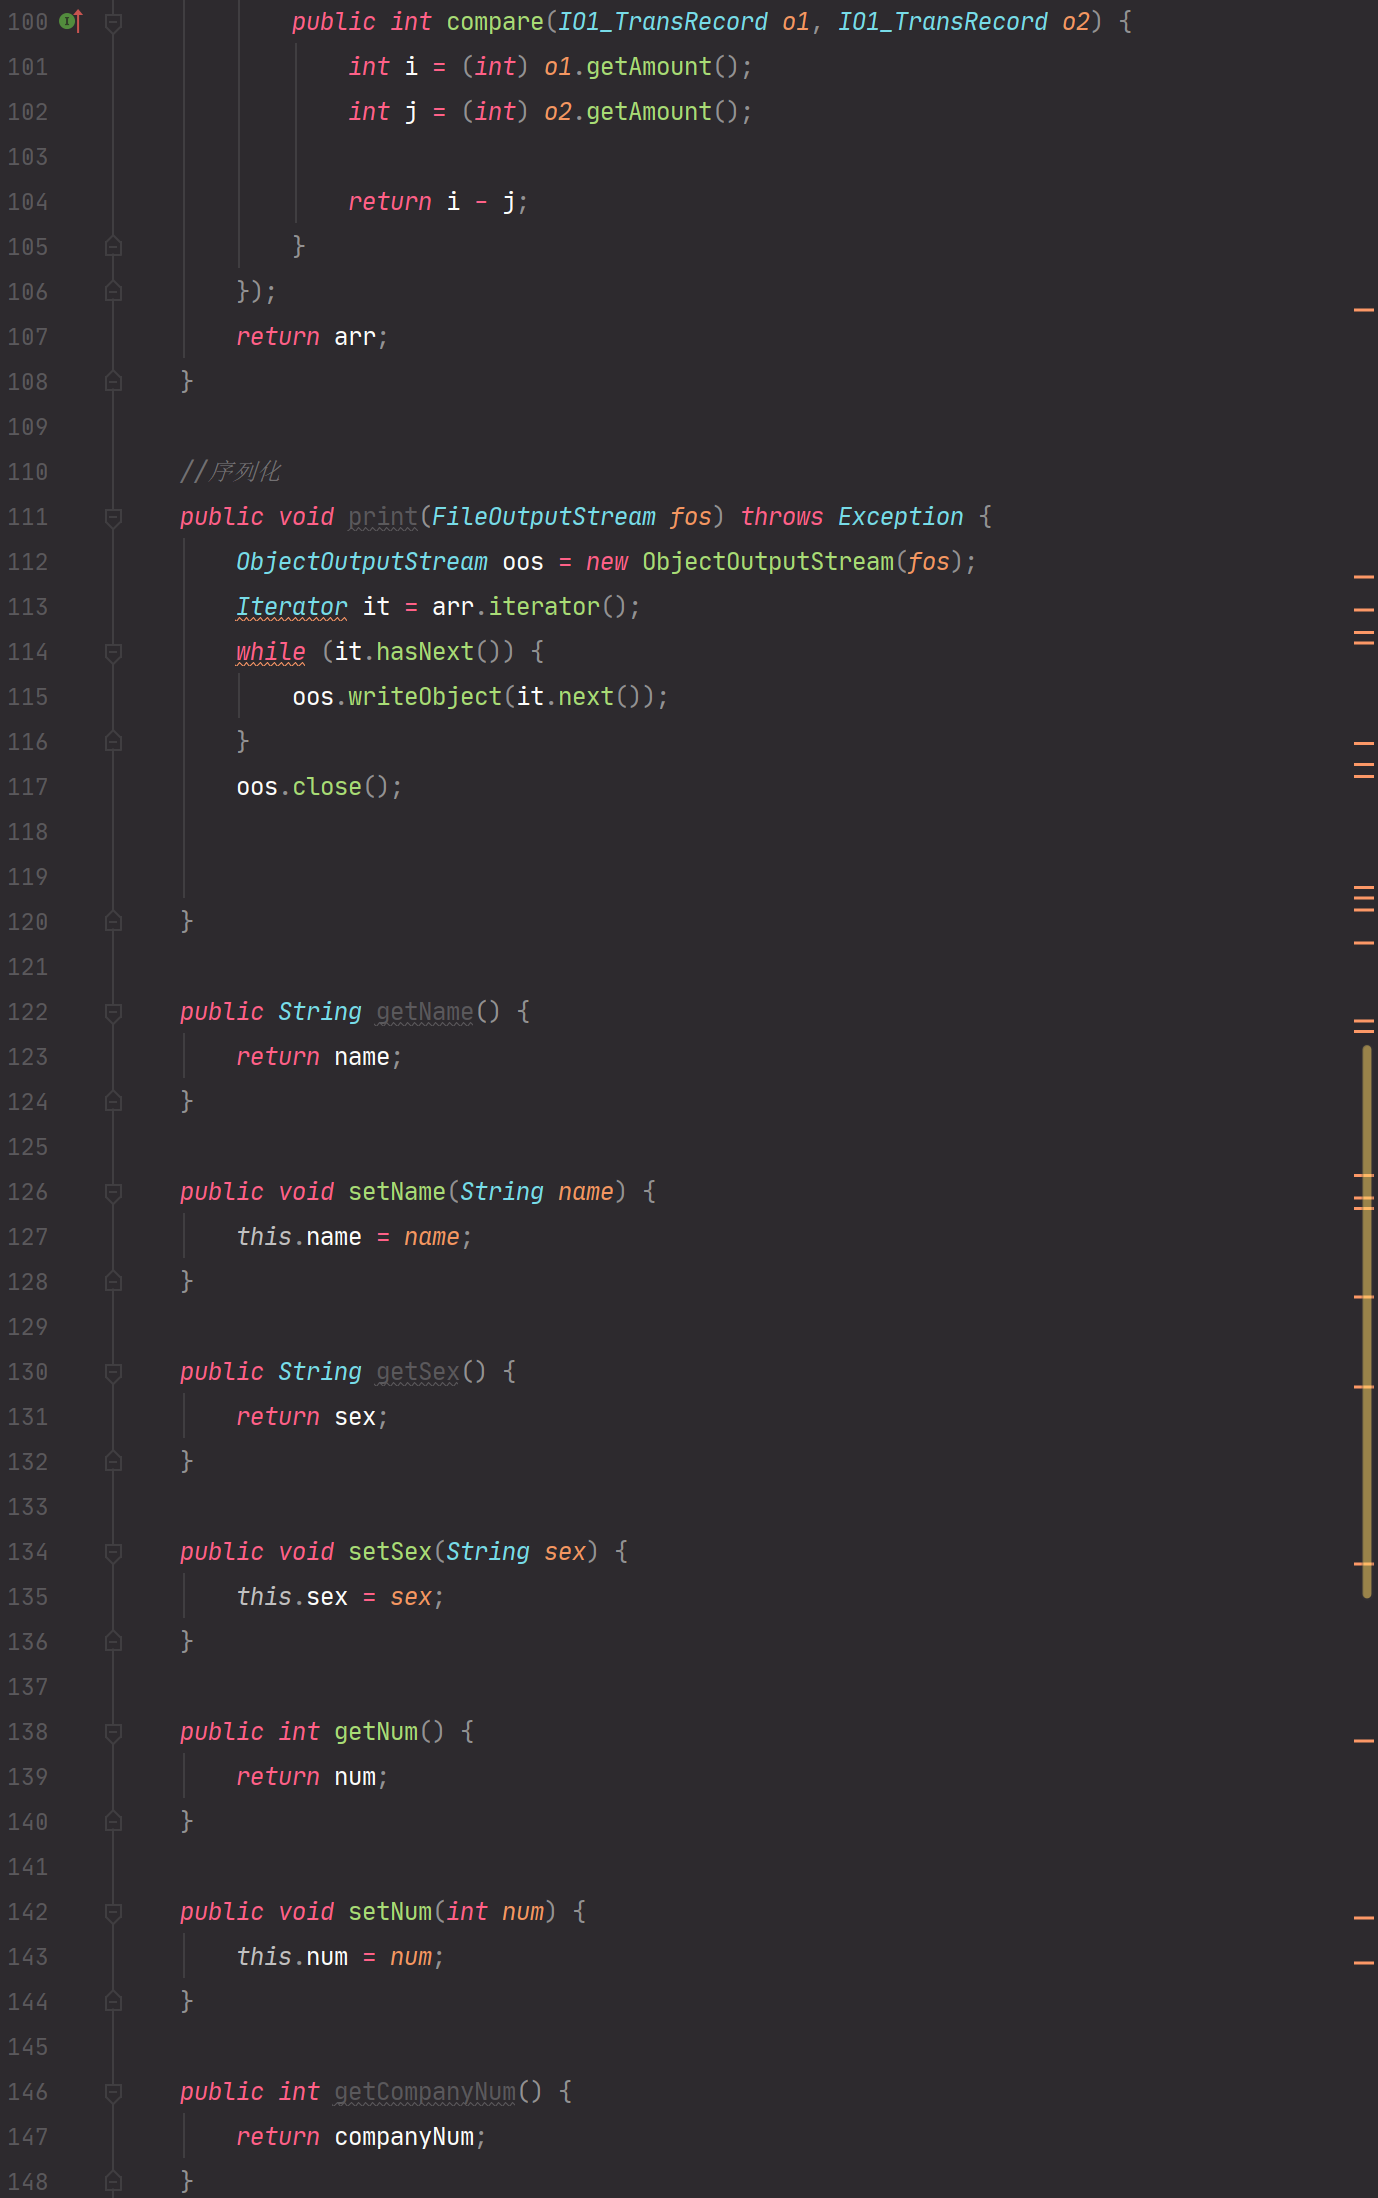 100 public int compare(IO1_TransRecord o1, IO1_TransRecord o2) {
101 int i = (int) o1.getAmount();
102 int j = (int) o2.getAmount();
103
104 return i - j;
105 }
106 });
107 return arr;
108 }
109
110 //序列化
111 public void print(FileOutputStream fos) throws Exception {
112 ObjectOutputStream oos = new ObjectOutputStream(fos);
113 Iterator it = arr.iterator();
114 while (it.hasNext()) {
115 oos.writeObject(it.next());
116 }
117 oos.close();
118
119
120 }
121
122 public String getName() {
123 return name;
124 }
125
126 public void setName(String name) {
127 this.name = name;
128 }
129
130 public String getSex() {
131 return sex;
132 }
133
134 public void setSex(String sex) {
135 this.sex = sex;
136 }
137
138 public int getNum() {
139 return num;
140 }
141
142 public void setNum(int num) {
143 this.num = num;
144 }
145
146 public int getCompanyNum() {
147 return companyNum;
148 }